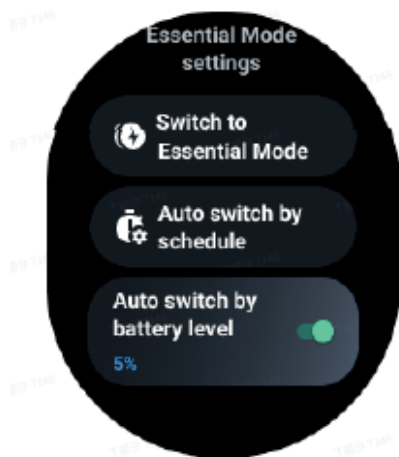 Essential Mode
settings
Switch to
Essential Mode
Auto switch by
schedule
Auto switch by
battery level
5%